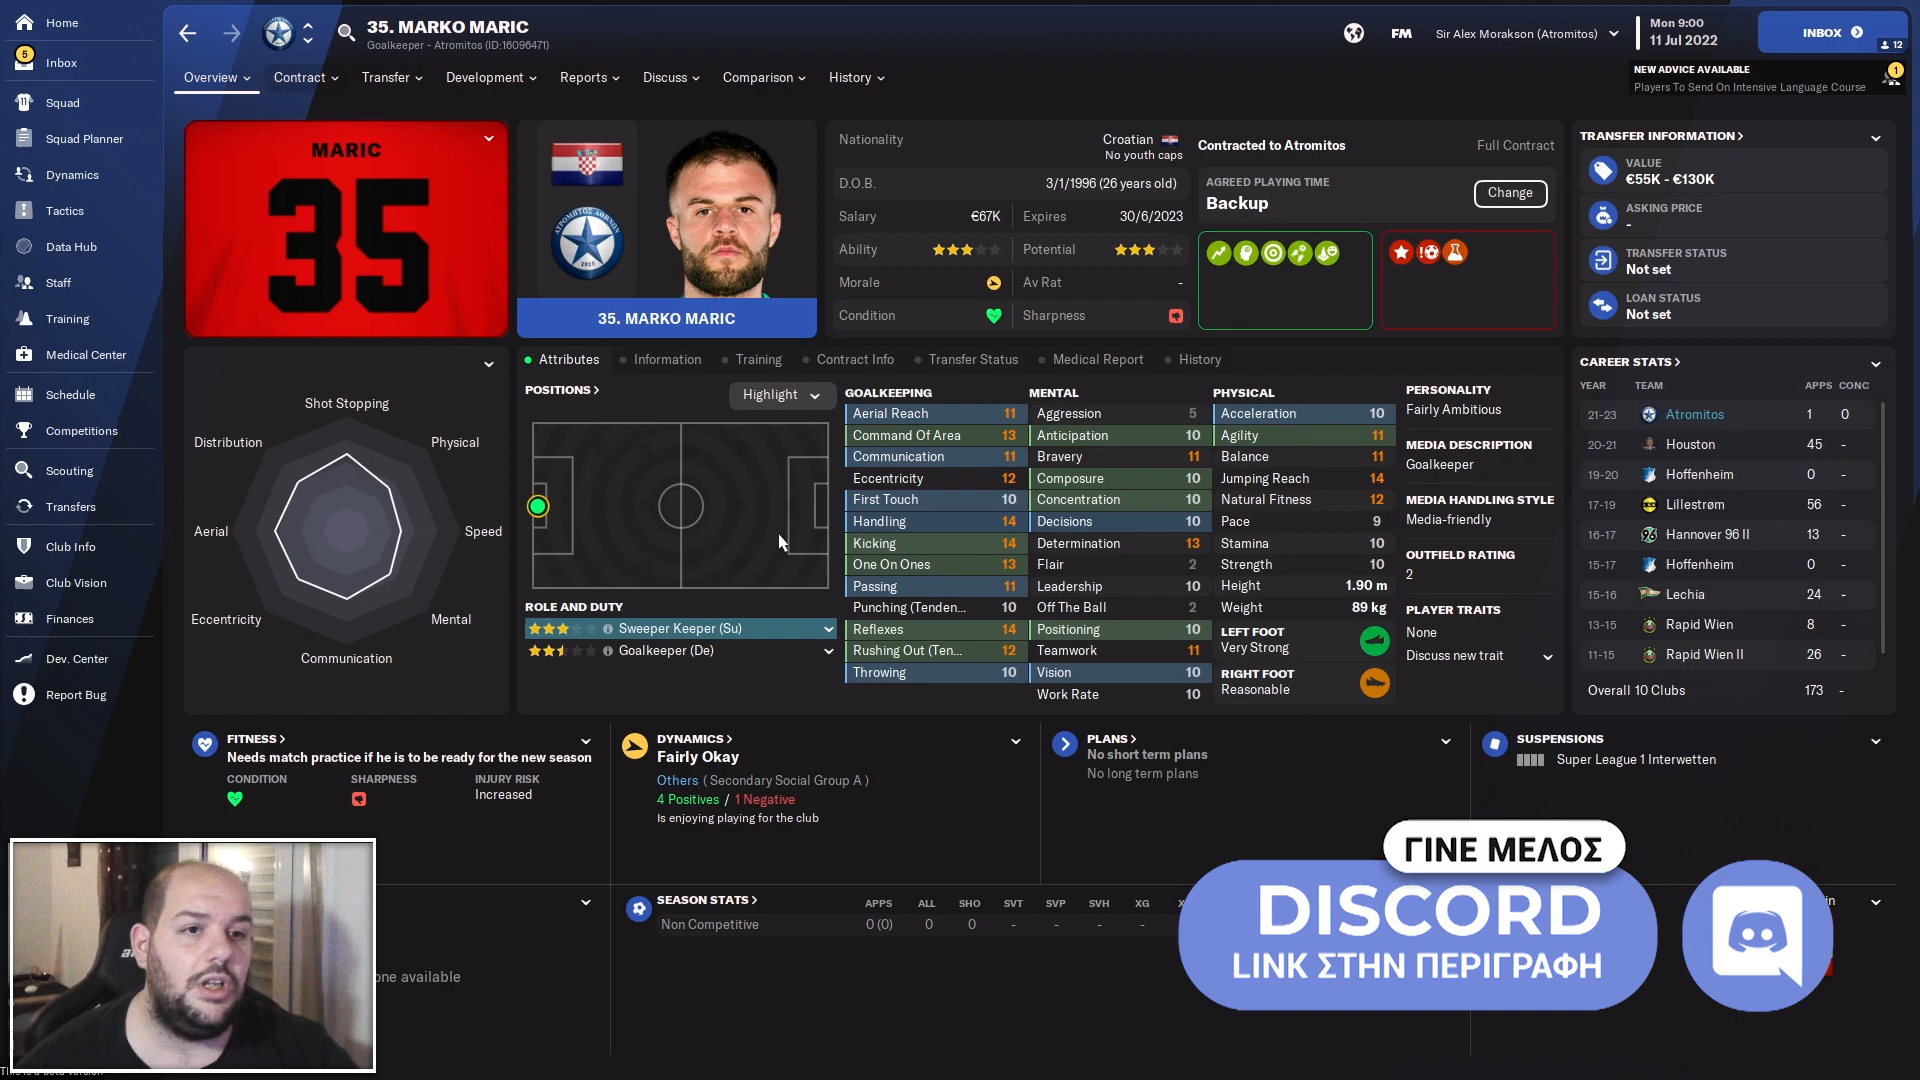 Home
5
Inbox
Squad
Squad Planner
Dynamics
Tactics
Data Hub
Staff
Training
Medical Center
Schedule
Competitions
Scouting
Transfers
Club Info
Club Vision
Finances
Dev. Center
Report Bug
35. MARKO MARIC
Goalkeeper - Atromitos (ID:16096471)
FM
Sir Alex Morakson (Atromitos)
Mon 9:00
11 Jul 2022
INBOX
12
Overview
Contract
Transfer
Development
Reports
Discuss
Comparison
History
NEW ADVICE AVAILABLE
Players To Send On Intensive Language Course
1
MARIC
35
35. MARKO MARIC
Nationality
Croatian
No youth caps
D.O.B.
3/1/1996 (26 years old)
Salary €67K
Expires 30/6/2023
Ability
Potential
Morale
Av Rat -
Condition
Sharpness
Contracted to Atromitos
Full Contract
AGREED PLAYING TIME
Backup
Change
TRANSFER INFORMATION
VALUE
€55K - €130K
ASKING PRICE
-
TRANSFER STATUS
Not set
LOAN STATUS
Not set
Shot Stopping
Physical
Speed
Mental
Communication
Eccentricity
Aerial
Distribution
Attributes
Information
Training
Contract Info
Transfer Status
Medical Report
History
POSITIONS
Highlight
ROLE AND DUTY
Sweeper Keeper (Su)
Goalkeeper (De)
GOALKEEPING
Aerial Reach 11
Command Of Area 13
Communication 11
Eccentricity 12
First Touch 10
Handling 14
Kicking 14
One On Ones 13
Passing 11
Punching (Tenden... 10
Reflexes 14
Rushing Out (Ten... 12
Throwing 10
MENTAL
Aggression 5
Anticipation 10
Bravery 11
Composure 10
Concentration 10
Decisions 10
Determination 13
Flair 2
Leadership 10
Off The Ball 2
Positioning 10
Teamwork 11
Vision 10
Work Rate 10
PHYSICAL
Acceleration 10
Agility 11
Balance 11
Jumping Reach 14
Natural Fitness 12
Pace 9
Stamina 10
Strength 10
Height 1.90 m
Weight 89 kg
LEFT FOOT
Very Strong
RIGHT FOOT
Reasonable
PERSONALITY
Fairly Ambitious
MEDIA DESCRIPTION
Goalkeeper
MEDIA HANDLING STYLE
Media-friendly
OUTFIELD RATING
2
PLAYER TRAITS
None
Discuss new trait
CAREER STATS
YEAR TEAM APPS CONC
21-23 Atromitos 1 0
20-21 Houston 45 -
19-20 Hoffenheim 0 -
17-19 Lillestrøm 56 -
16-17 Hannover 96 II 13 -
15-17 Hoffenheim 0 -
15-16 Lechia 24 -
13-15 Rapid Wien 8 -
11-15 Rapid Wien II 26 -
Overall 10 Clubs 173 -
FITNESS
Needs match practice if he is to be ready for the new season
CONDITION
SHARPNESS
INJURY RISK
Increased
DYNAMICS
Fairly Okay
Others ( Secondary Social Group A )
4 Positives / 1 Negative
Is enjoying playing for the club
PLANS
No short term plans
No long term plans
SUSPENSIONS
Super League 1 Interwetten
one available
SEASON STATS
APPS ALL SHO SVT SVP SVH XG
Non Competitive 0 (0) 0 0 - - - -
ΓΙΝΕ ΜΕΛΟΣ
DISCORD
LINK ΣΤΗΝ ΠΕΡΙΓΡΑΦΗ